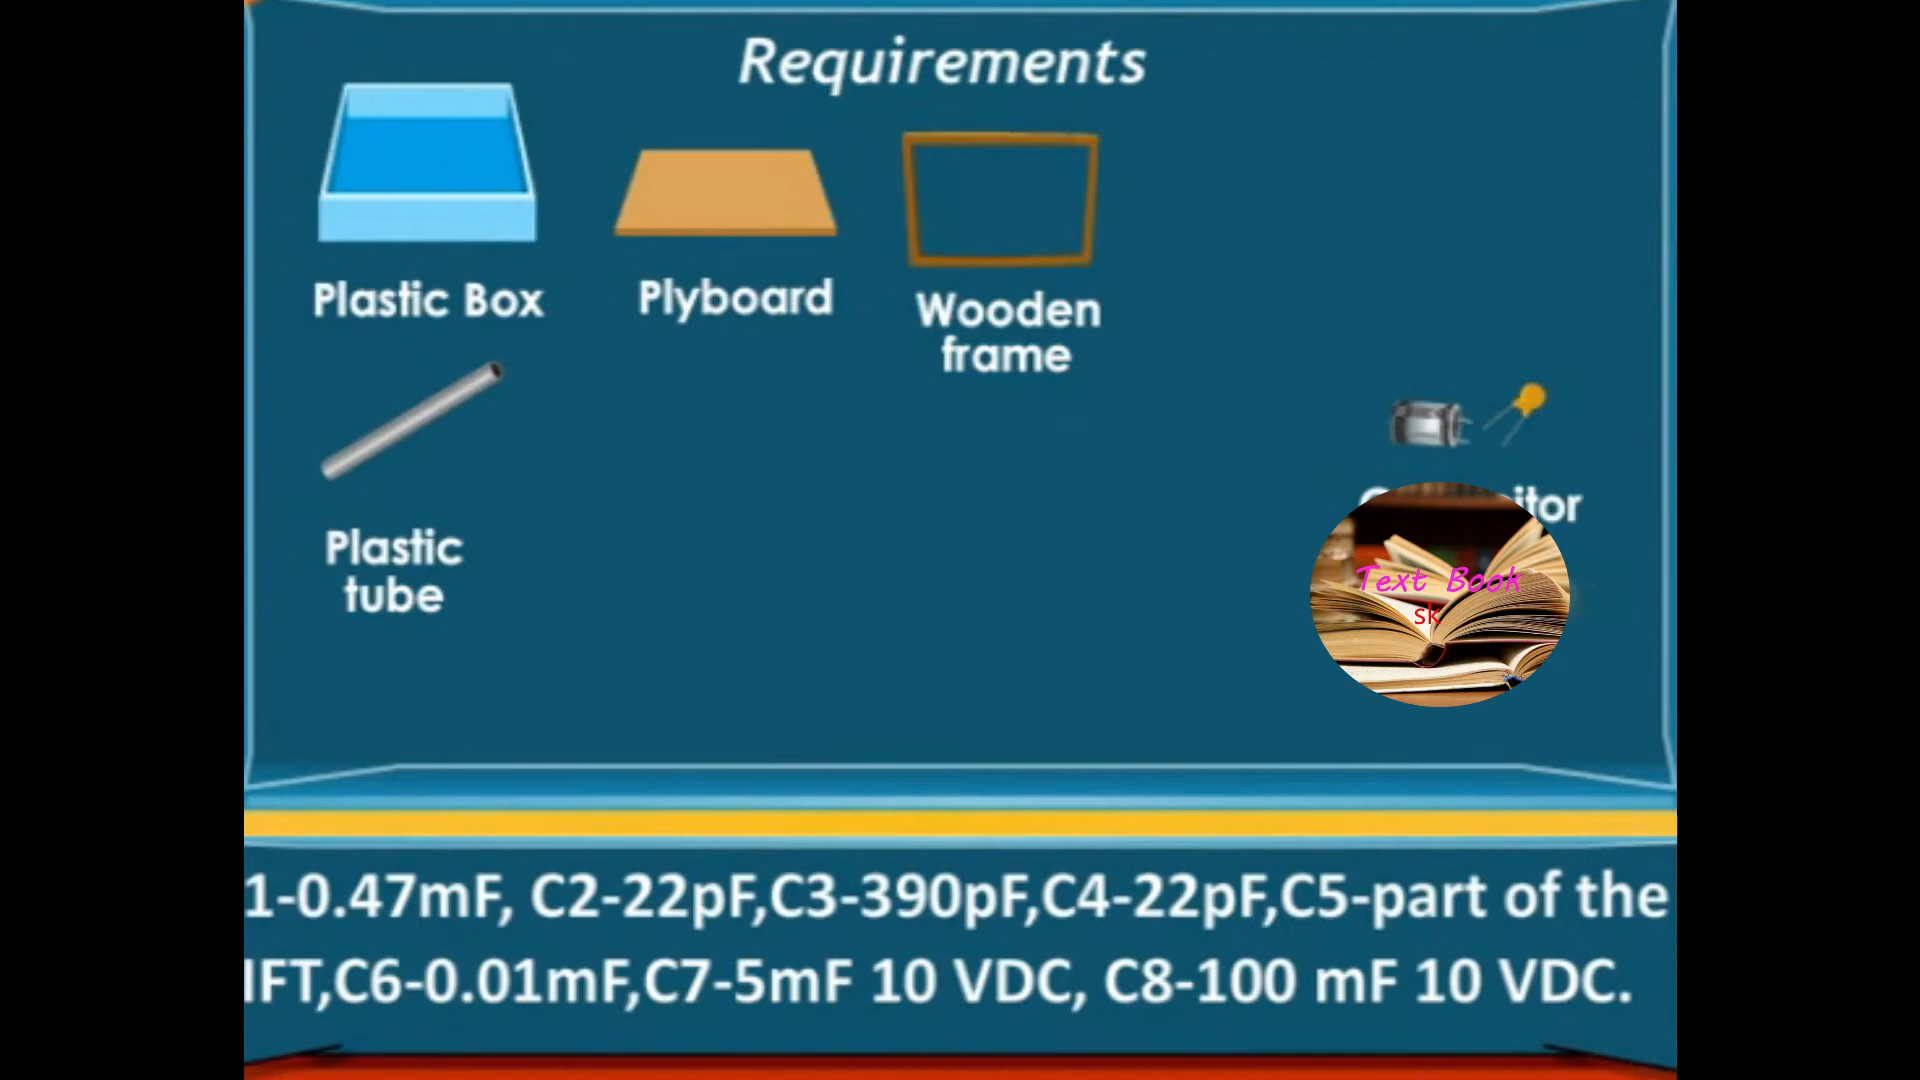 Requirements
Plastic Box
Plyboard
Wooden
frame
Plastic
tube
Text Book
sk
1-0.47mF, C2-22pF,C3-390pF,C4-22pF,C5-part of the
IFT,C6-0.01mF,C7-5mF 10 VDC, C8-100 mF 10 VDC.